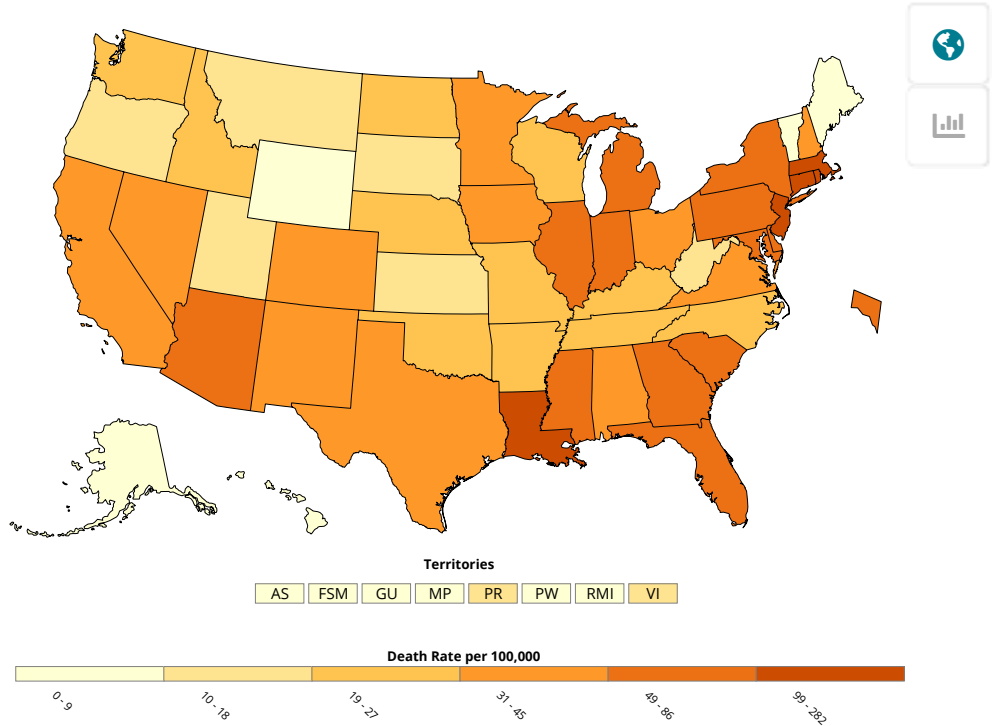 Territories
AS FSM GU MP PR PW RMI VI
Death Rate per 100,000
0 - 9 10 - 18 19 - 27 31 - 45 49 - 86 99 - 282